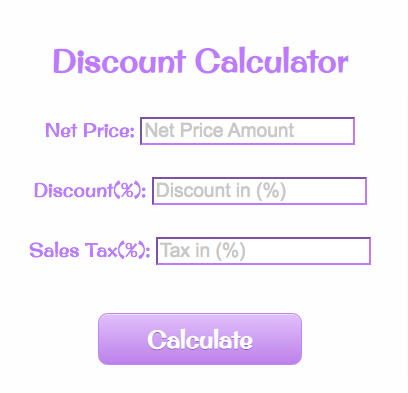 Discount Calculator
Net Price: Net Price Amount
Discount(%): Discount in (%)
Sales Tax(%): Tax in (%)
Calculate